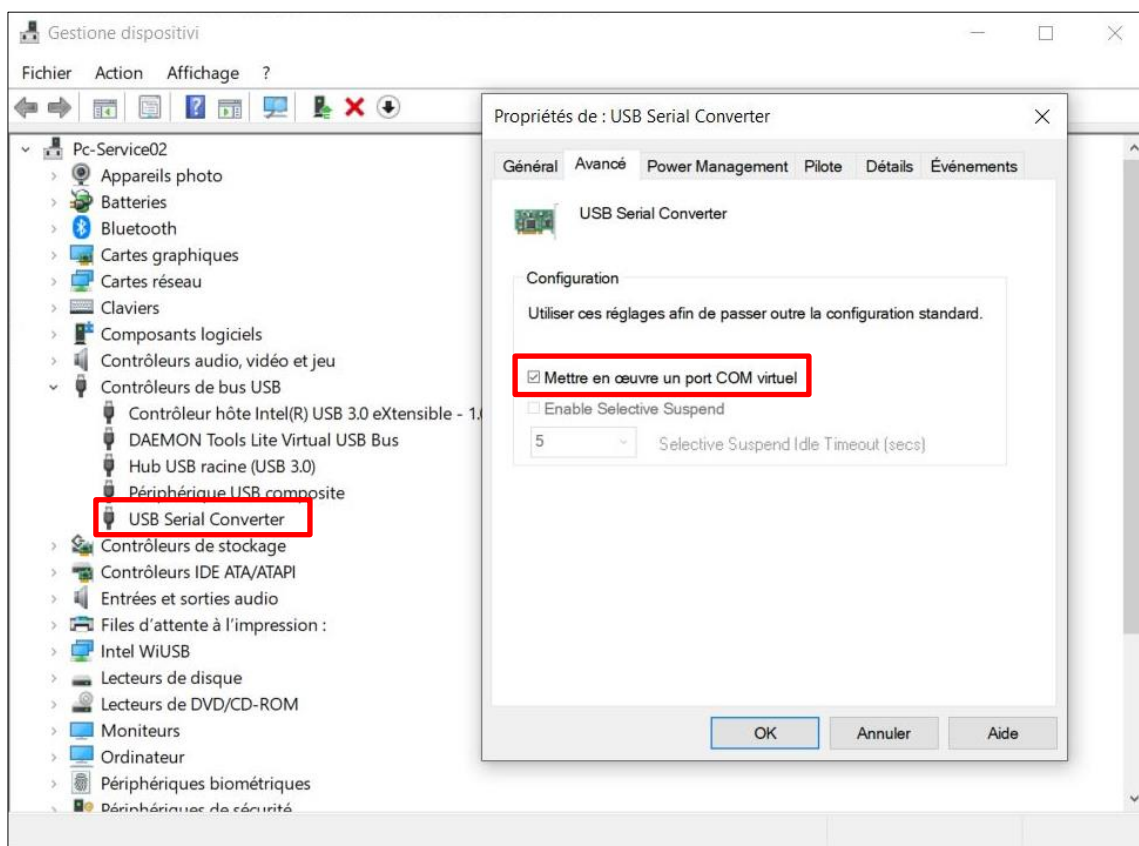 Gestione dispositivi
Fichier Action Affichage ?
Pc-Service02
Appareils photo
Batteries
Bluetooth
Cartes graphiques
Cartes réseau
Claviers
Composants logiciels
Contrôleurs audio, vidéo et jeu
Contrôleurs de bus USB
Contrôleur hôte Intel(R) USB 3.0 eXtensible - 1.
DAEMON Tools Lite Virtual USB Bus
Hub USB racine (USB 3.0)
Périphérique USB composite
USB Serial Converter
Contrôleurs de stockage
Contrôleurs IDE ATA/ATAPI
Entrées et sorties audio
Files d'attente à l'impression :
Intel WiUSB
Lecteurs de disque
Lecteurs de DVD/CD-ROM
Moniteurs
Ordinateur
Périphériques biométriques
Périphériques de sécurité
Propriétés de : USB Serial Converter
Général Avancé Power Management Pilote Détails Événements
USB Serial Converter
Configuration
Utiliser ces réglages afin de passer outre la configuration standard.
Mettre en œuvre un port COM virtuel
Enable Selective Suspend
5 Selective Suspend Idle Timeout (secs)
OK Annuler Aide